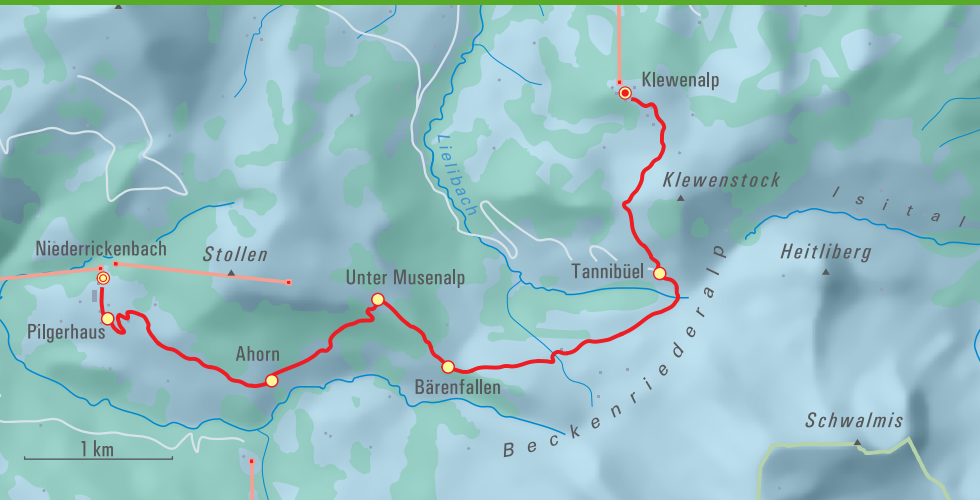 Klewenalp
Lielibach
Klewenstock
Isital
Niederrickenbach
Stollen
Heitliberg
Tannibüel
Unter Musenalp
Pilgerhaus
Ahorn
Bärenfallen
Beckenriederalp
Schwalmis
1 km